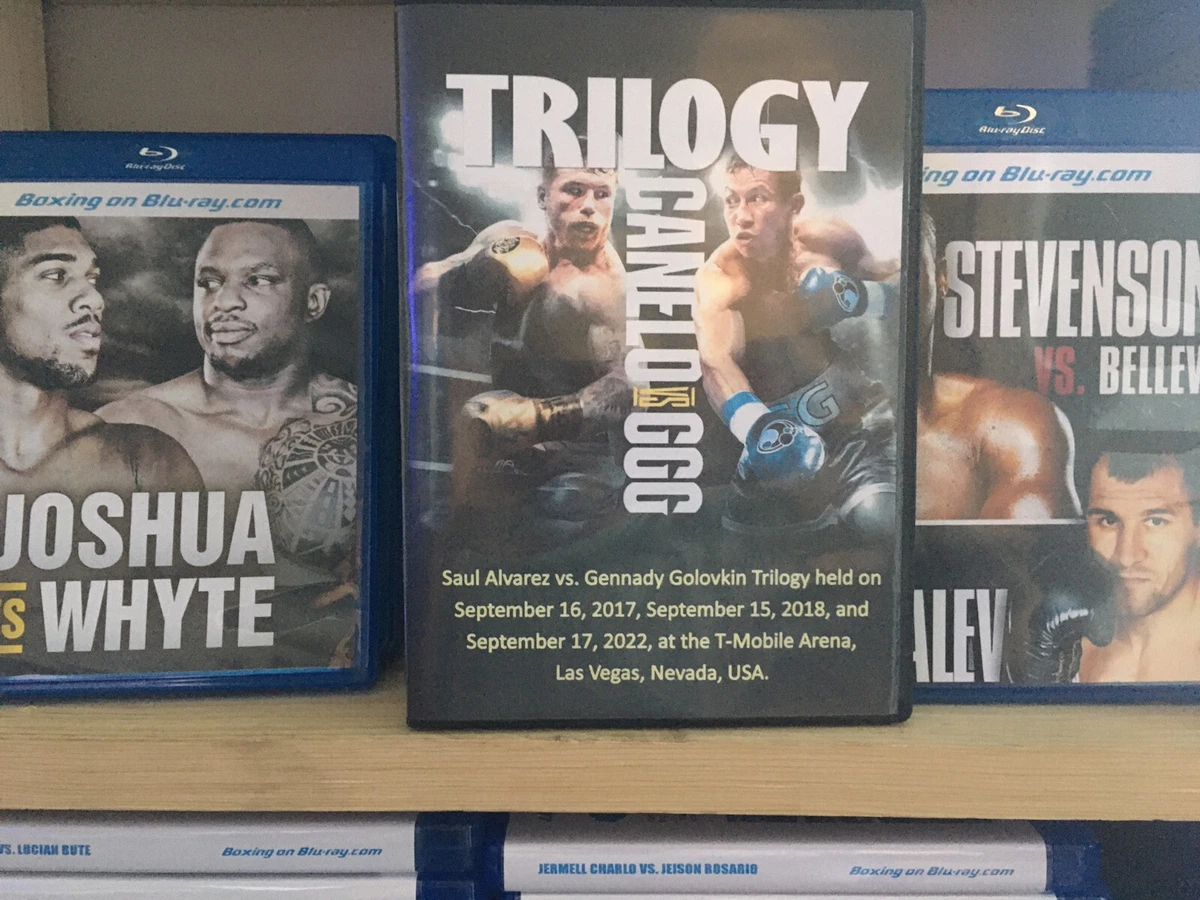 Blu-ray Disc
Boxing on Blu-ray.com
JOSHUA
VS WHYTE
TRILOGY
CANELO VS GGG
Saul Alvarez vs. Gennady Golovkin Trilogy held on
September 16, 2017, September 15, 2018, and
September 17, 2022, at the T-Mobile Arena,
Las Vegas, Nevada, USA.
Blu-ray Disc
ing on Blu-ray.com
STEVENSON
VS. BELLEV
ALEV
VS. LUCIAN BUTE
Boxing on Blu-ray.com
JERMELL CHARLO VS. JEISON ROSARIO
Boxing on Blu-ray.com